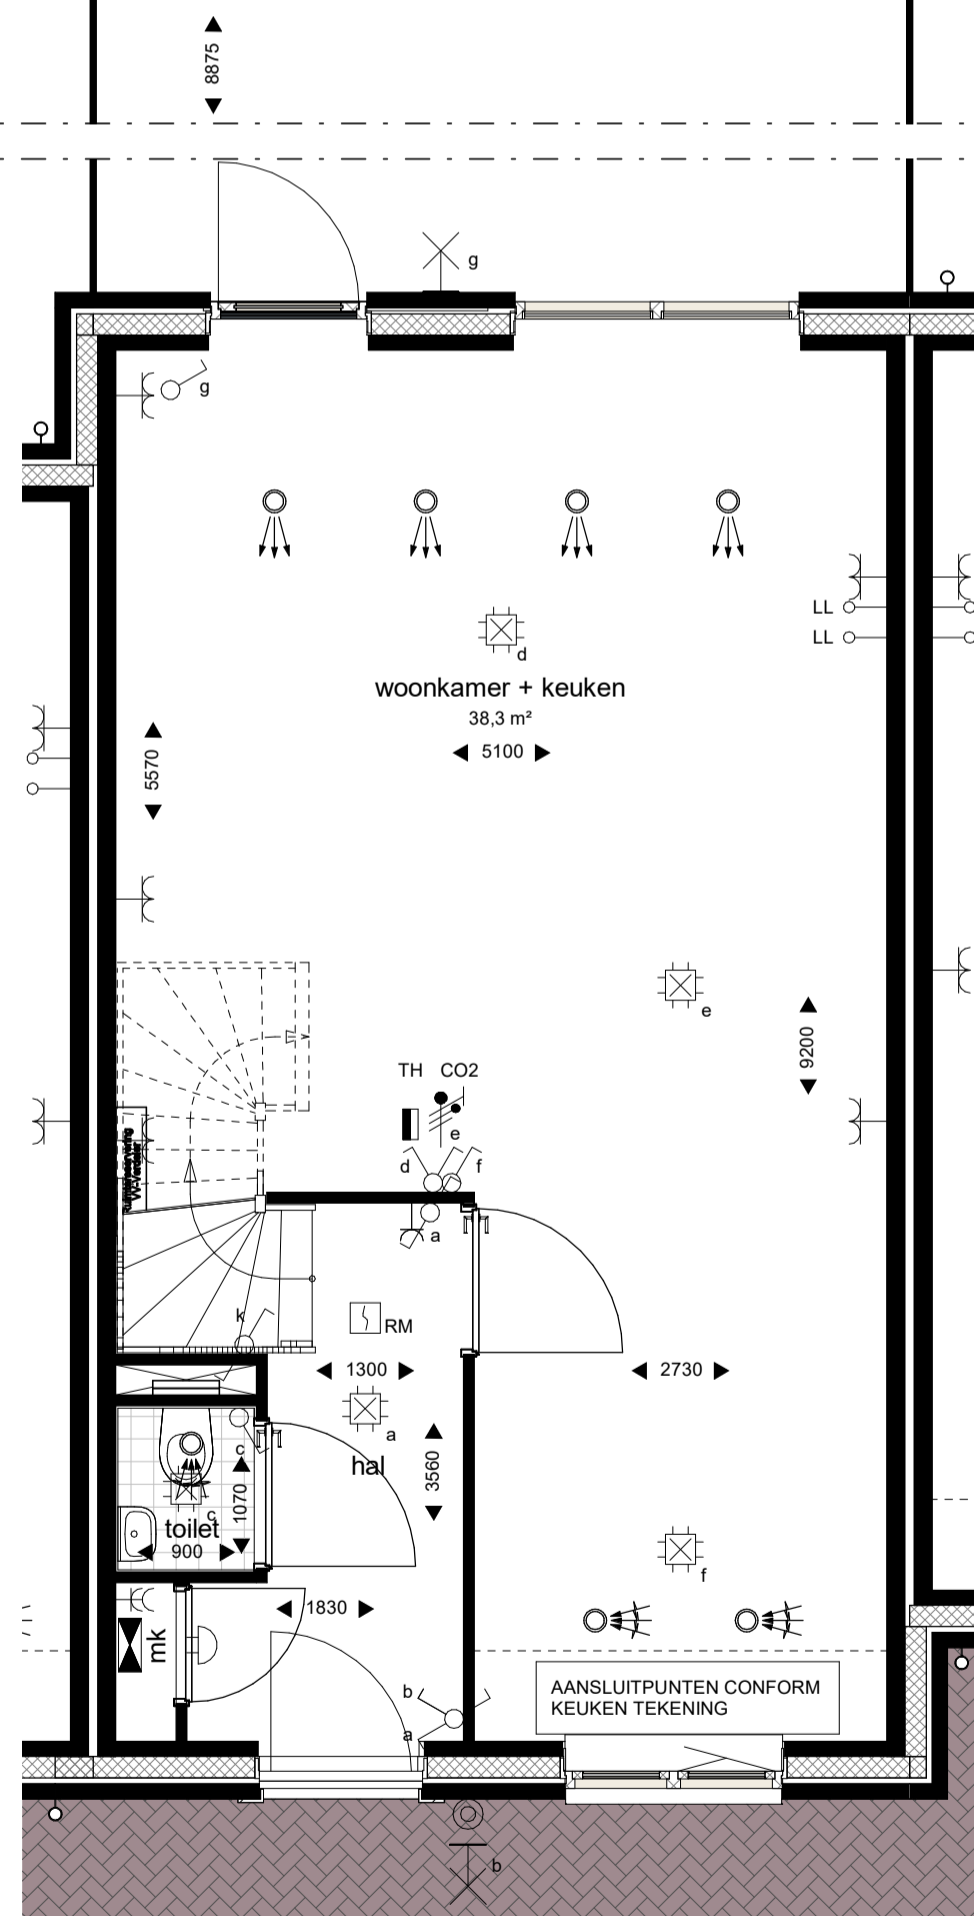 8875
g
g
LL
LL
d
woonkamer + keuken
38,3 m²
5100
5570
e
9200
TH CO2
e
d
f
a
k
RM
1300
2730
a
hal
3560
c
1070
c
toilet
900
f
1830
mk
b
a
AANSLUITPUNTEN CONFORM
KEUKEN TEKENING
b